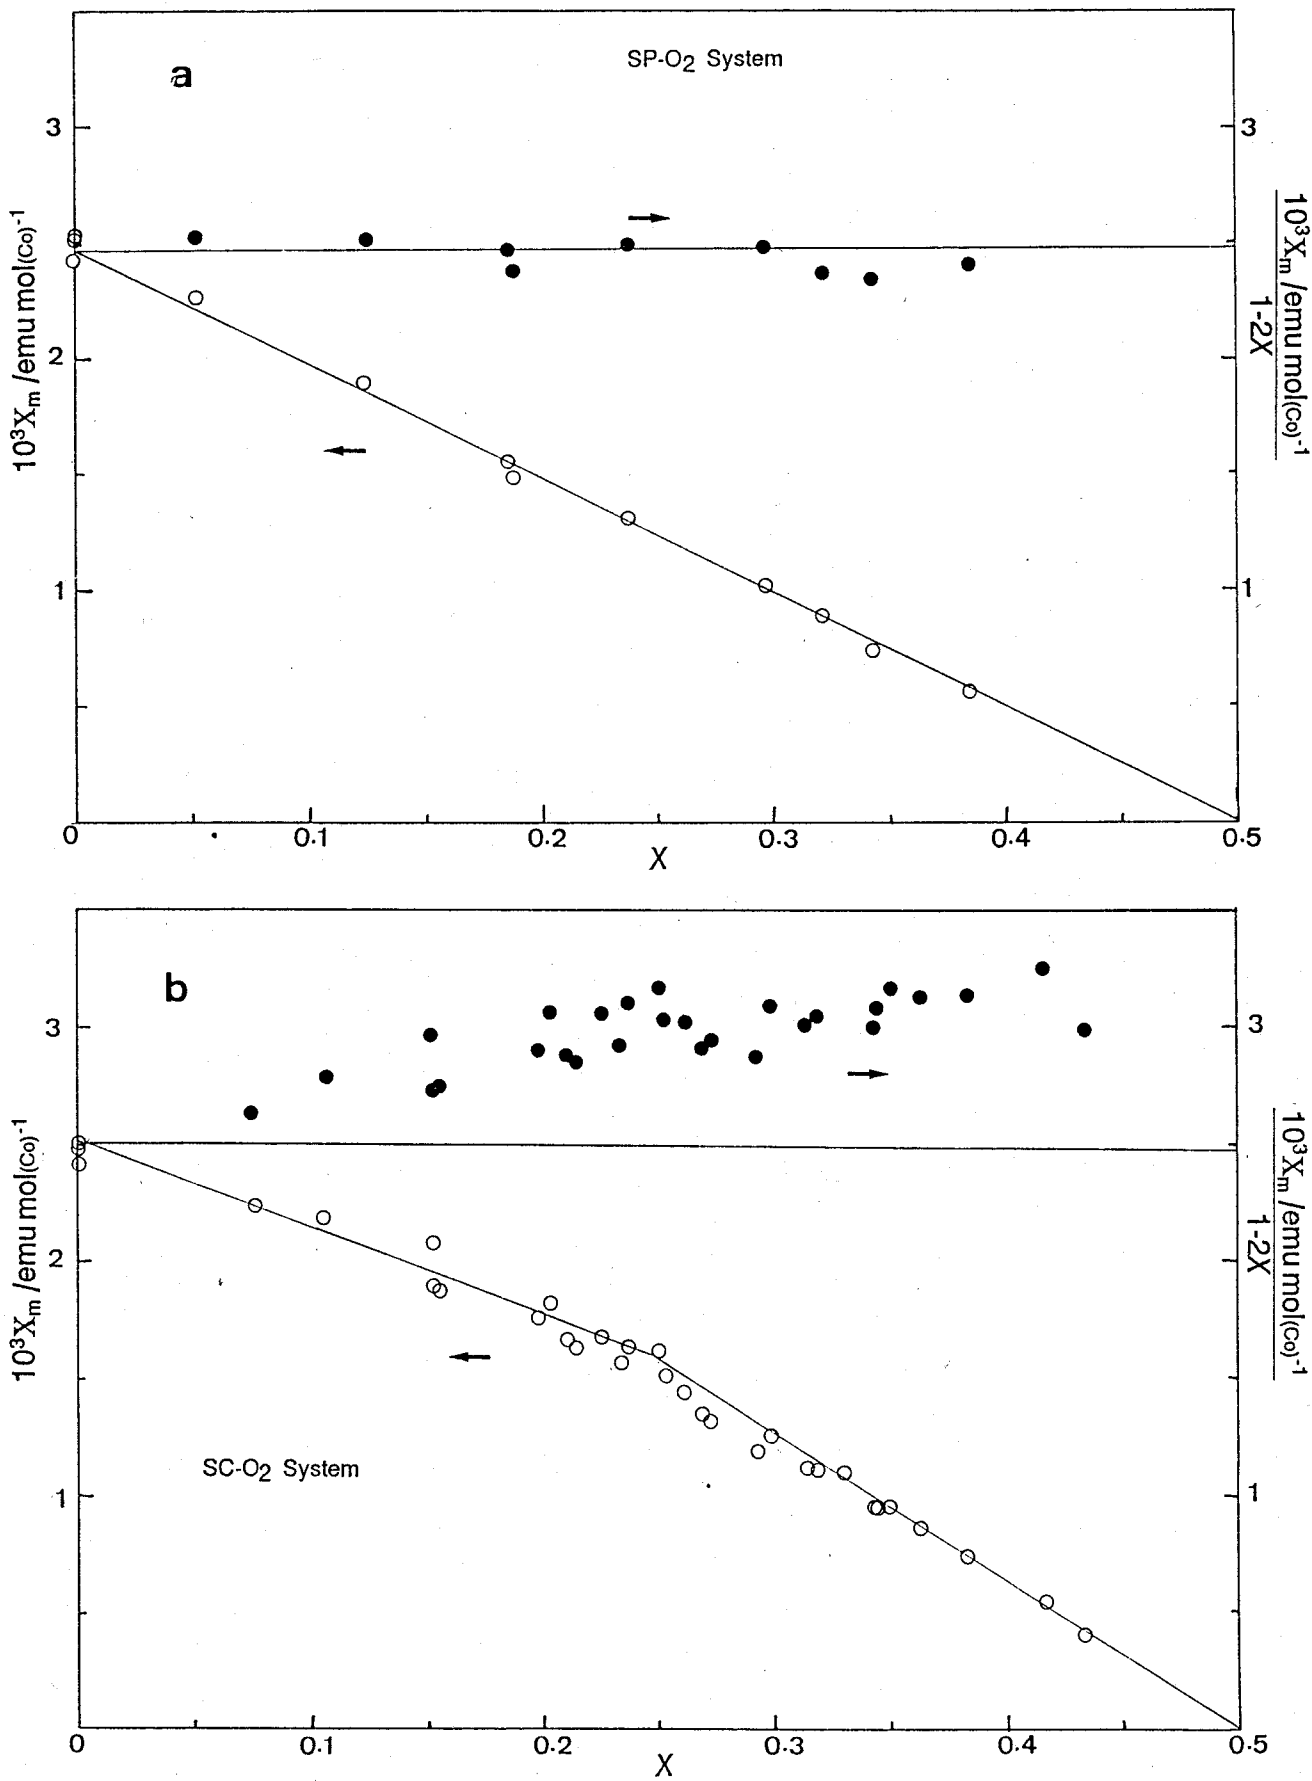 a
SP-O2 System
3
2
1
10³Xm /emu mol(Co)⁻¹
3
1
10³Xm /emu mol(Co)⁻¹
1-2X
0 0.1 0.2 0.3 0.4 0.5
X
b
SC-O2 System
3
2
1
10³Xm /emu mol(Co)⁻¹
3
1
10³Xm /emu mol(Co)⁻¹
1-2X
0 0.1 0.2 0.3 0.4 0.5
X